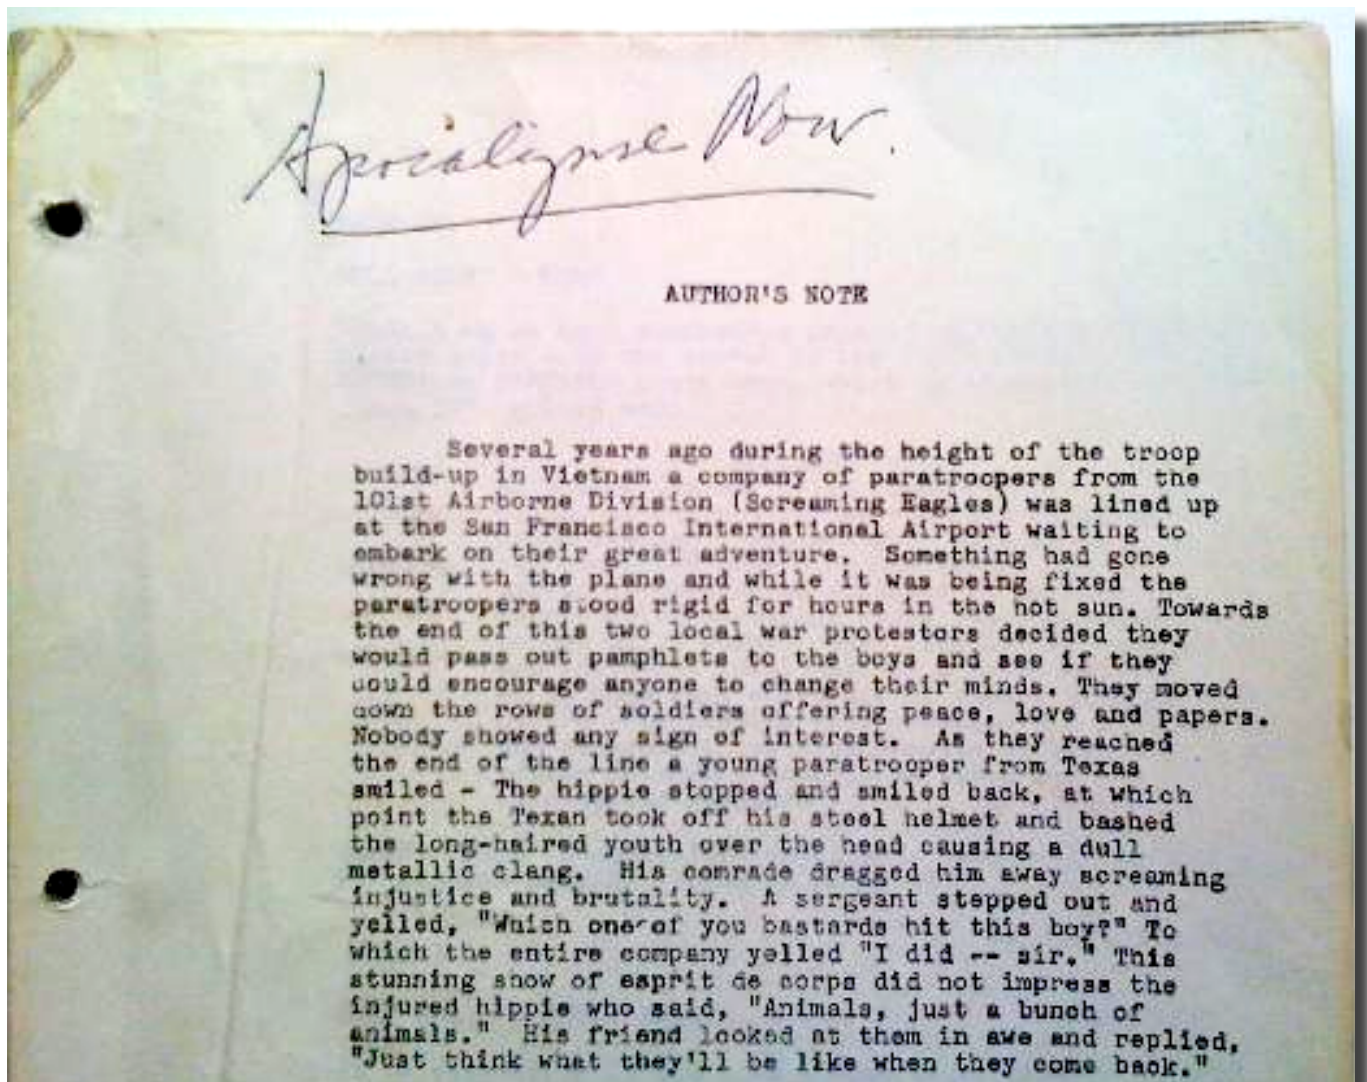 Apocalypse Now.
AUTHOR'S NOTE
Several years ago during the height of the troop
build-up in Vietnam a company of paratroopers from the
101st Airborne Division (Screaming Eagles) was lined up
at the San Francisco International Airport waiting to
embark on their great adventure. Something had gone
wrong with the plane and while it was being fixed the
paratroopers stood rigid for hours in the hot sun. Towards
the end of this two local war protestors decided they
would pass out pamphlets to the boys and see if they
could encourage anyone to change their minds. They moved
down the rows of soldiers offering peace, love and papers.
Nobody showed any sign of interest. As they reached
the end of the line a young paratrooper from Texas
smiled - The hippie stopped and smiled back, at which
point the Texan took off his steel helmet and bashed
the long-haired youth over the head causing a dull
metallic clang. His comrade dragged him away screaming
injustice and brutality. A sergeant stepped out and
yelled, "Which one of you bastards hit this boy?" To
which the entire company yelled "I did -- sir." This
stunning show of esprit de corps did not impress the
injured hippie who said, "Animals, just a bunch of
animals." His friend looked at them in awe and replied,
"Just think what they'll be like when they come back."